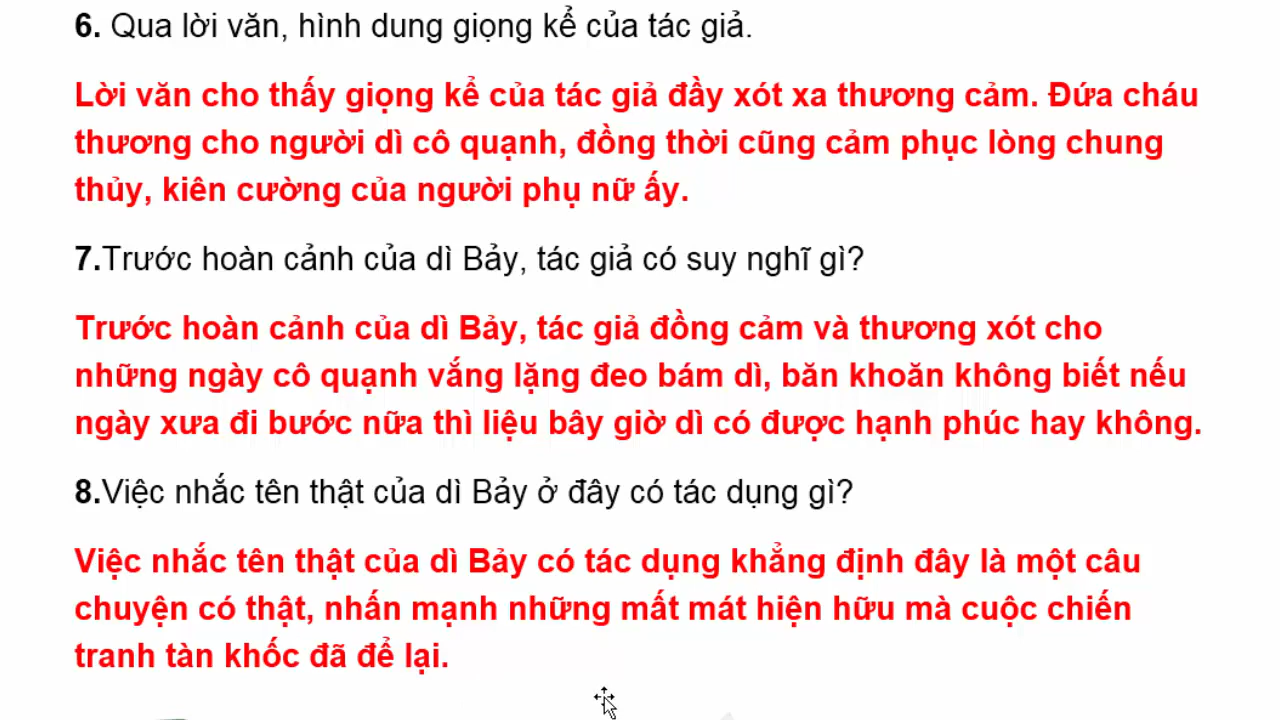 6. Qua lời văn, hình dung giọng kể của tác giả.
Lời văn cho thấy giọng kể của tác giả đầy xót xa thương cảm. Đứa cháu
thương cho người dì cô quạnh, đồng thời cũng cảm phục lòng chung
thủy, kiên cường của người phụ nữ ấy.
7.Trước hoàn cảnh của dì Bảy, tác giả có suy nghĩ gì?
Trước hoàn cảnh của dì Bảy, tác giả đồng cảm và thương xót cho
những ngày cô quạnh vắng lặng đeo bám dì, băn khoăn không biết nếu
ngày xưa đi bước nữa thì liệu bây giờ dì có được hạnh phúc hay không.
8.Việc nhắc tên thật của dì Bảy ở đây có tác dụng gì?
Việc nhắc tên thật của dì Bảy có tác dụng khẳng định đây là một câu
chuyện có thật, nhấn mạnh những mất mát hiện hữu mà cuộc chiến
tranh tàn khốc đã để lại.